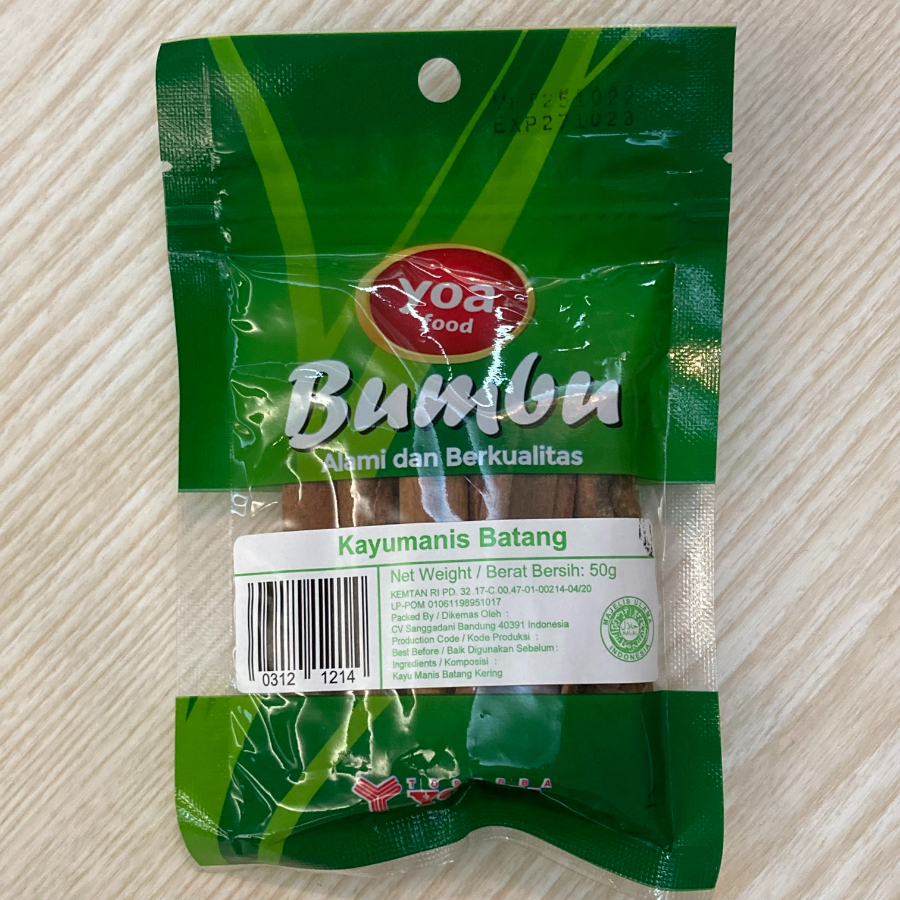 EXP271023
yoa
food
Bumbu
Alami dan Berkualitas
Kayumanis Batang
Net Weight / Berat Bersih: 50g
KEMTAN RI PD. 32.17-C.00.47-01-00214-04/20
LP-POM 01061198951017
Packed By / Dikemas Oleh :
CV Sanggadani Bandung 40391 Indonesia
Production Code / Kode Produksi :
Best Before / Baik Digunakan Sebelum :
Ingredients / Komposisi :
Kayu Manis Batang Kering
0312 1214
INDONESIA